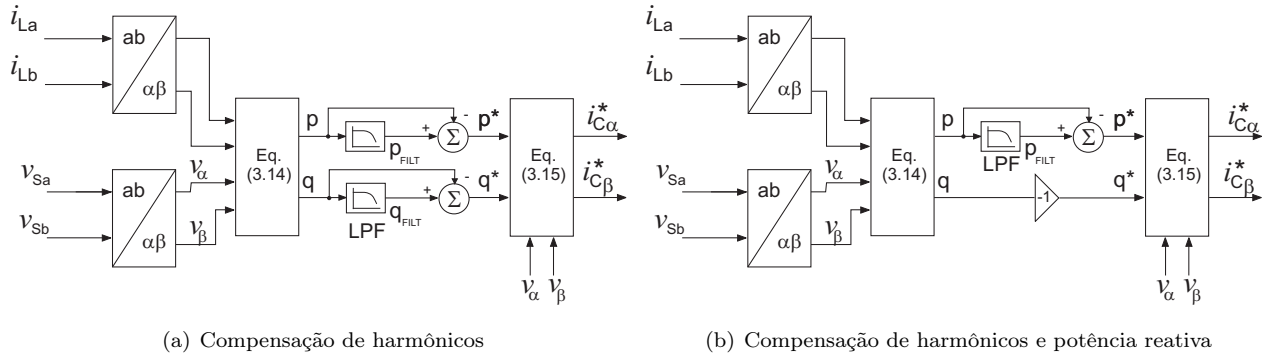 i_La
ab
i_Lb
αβ
p
-
p*
i*_Cα
Eq.
(3.14)
+
Σ
p_FILT
Eq.
(3.15)
v_Sa
ab
v_α
q
-
q*
i*_Cβ
+
Σ
q_FILT
LPF
v_Sb
αβ
v_β
v_α
v_β
(a) Compensação de harmônicos
i_La
ab
i_Lb
αβ
p
-
p*
i*_Cα
Eq.
(3.14)
+
Σ
LPF
p_FILT
Eq.
(3.15)
v_Sa
ab
v_α
q
-1
q*
i*_Cβ
v_Sb
αβ
v_β
v_α
v_β
(b) Compensação de harmônicos e potência reativa